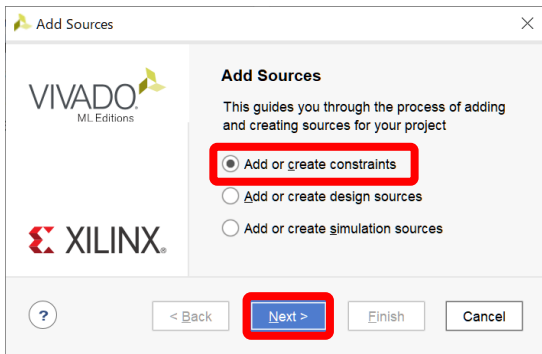 Add Sources
VIVADO
ML Editions
XILINX
Add Sources
This guides you through the process of adding
and creating sources for your project
Add or create constraints
Add or create design sources
Add or create simulation sources
?
< Back
Next >
Finish
Cancel